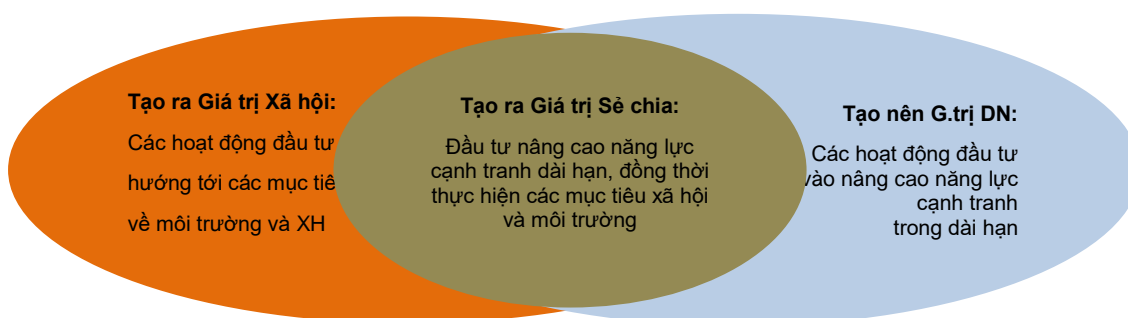 Tạo ra Giá trị Xã hội:
Các hoạt động đầu tư
hướng tới các mục tiê
về môi trường và XH
Tạo ra Giá trị Sẻ chia:
Đầu tư nâng cao năng lực
cạnh tranh dài hạn, đồng thời
thực hiện các mục tiêu xã hội
và môi trường
Tạo nên G.trị DN:
Các hoạt động đầu tư
vào nâng cao năng lực
cạnh tranh
trong dài hạn